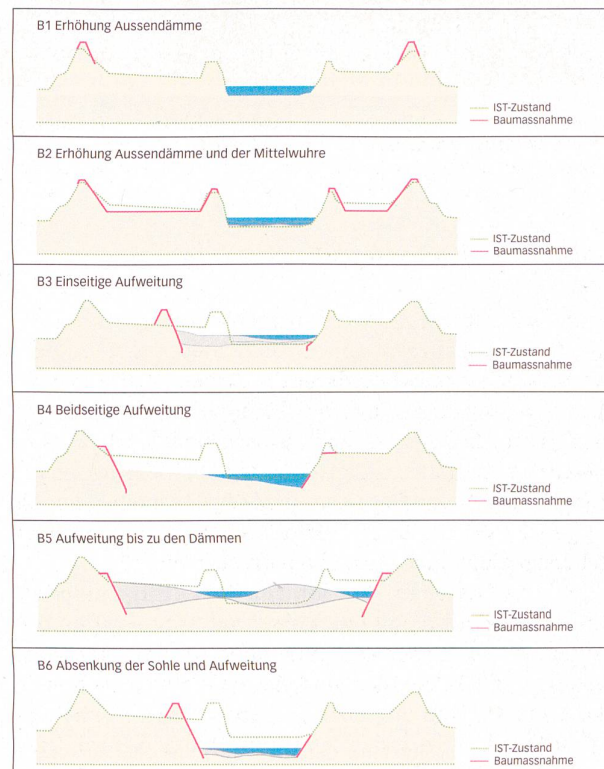 B1 Erhöhung Aussendämme
IST-Zustand
Baumassnahme
B2 Erhöhung Aussendämme und der Mittelwuhre
IST-Zustand
Baumassnahme
B3 Einseitige Aufweitung
IST-Zustand
Baumassnahme
B4 Beidseitige Aufweitung
IST-Zustand
Baumassnahme
B5 Aufweitung bis zu den Dämmen
IST-Zustand
Baumassnahme
B6 Absenkung der Sohle und Aufweitung
IST-Zustand
Baumassnahme